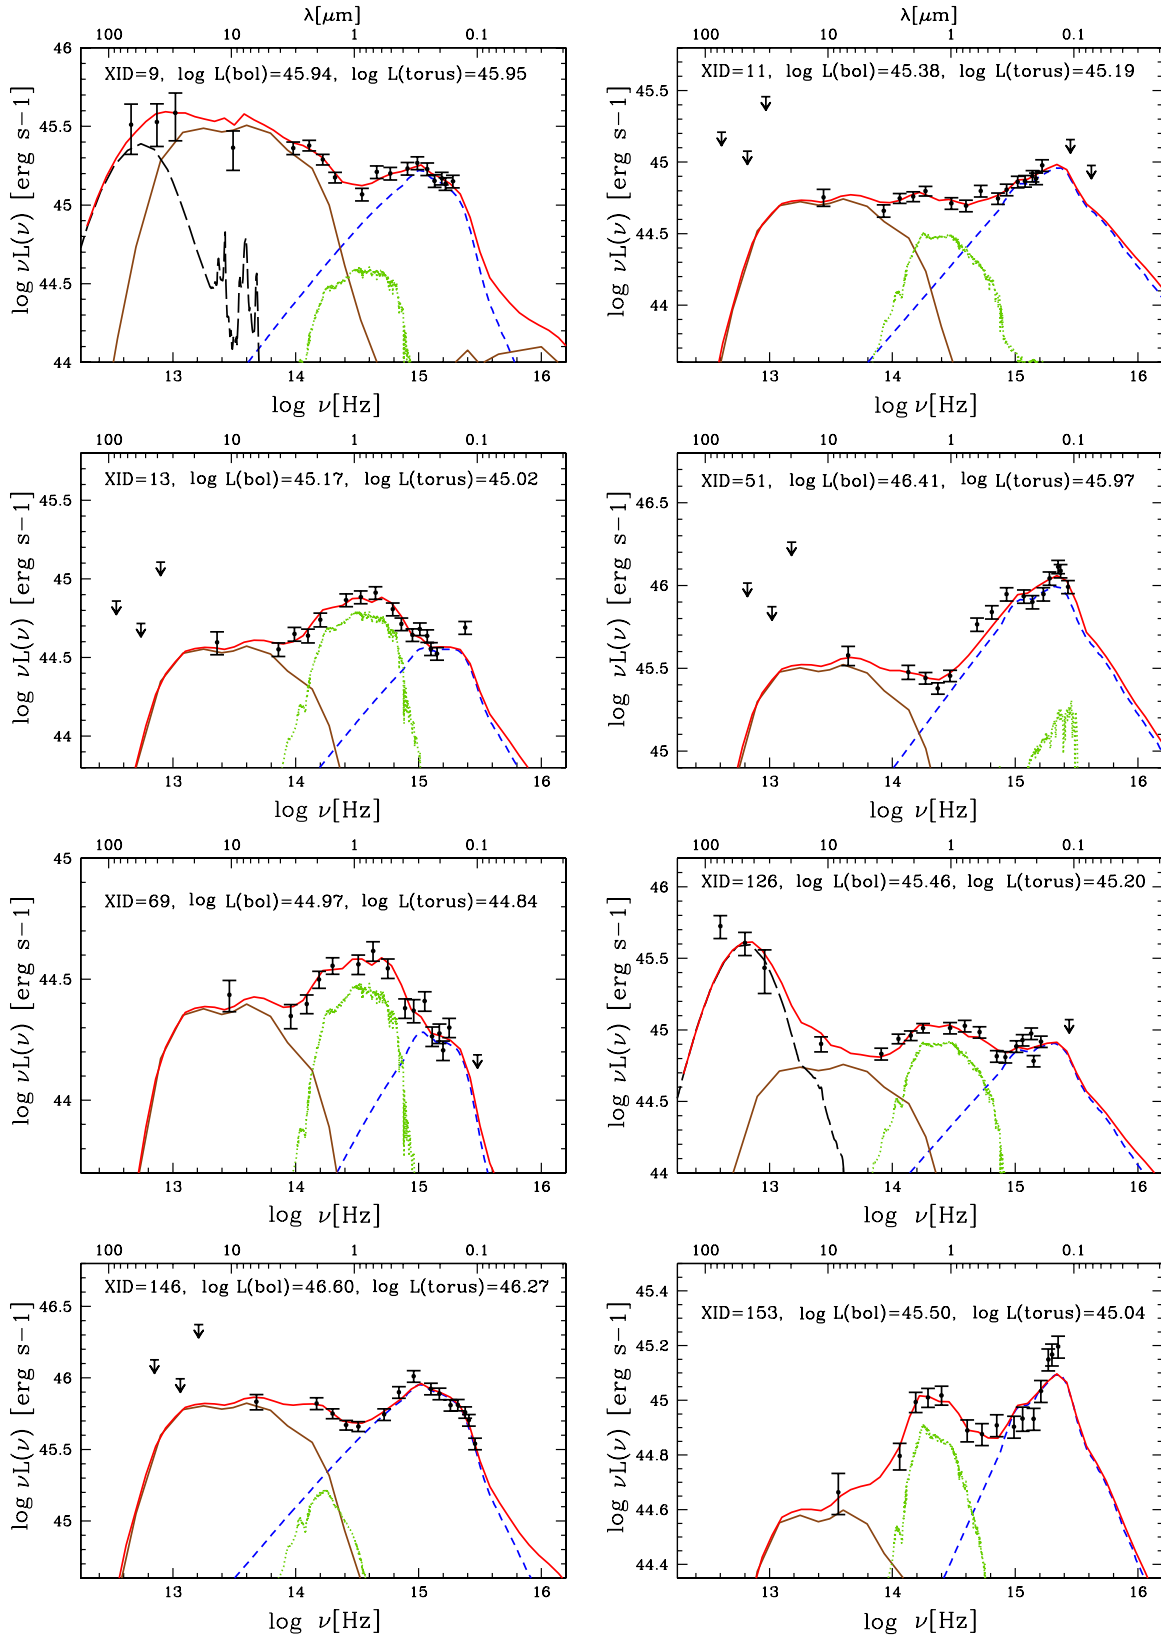 λ[μm] λ[μm]
100 10 1 0.1 100 10 1 0.1
XID=9, log L(bol)=45.94, log L(torus)=45.95
XID=11, log L(bol)=45.38, log L(torus)=45.19
log νL(ν) [erg s−1]
46
45.5
45
44.5
44
log νL(ν) [erg s−1]
45.5
45
44.5
44
13 14 15 16 13 14 15 16
log ν[Hz] log ν[Hz]
100 10 1 0.1 100 10 1 0.1
XID=13, log L(bol)=45.17, log L(torus)=45.02
XID=51, log L(bol)=46.41, log L(torus)=45.97
log νL(ν) [erg s−1]
45.5
45
44.5
44
log νL(ν) [erg s−1]
46.5
46
45.5
45
13 14 15 16 13 14 15 16
log ν[Hz] log ν[Hz]
100 10 1 0.1 100 10 1 0.1
XID=69, log L(bol)=44.97, log L(torus)=44.84
XID=126, log L(bol)=45.46, log L(torus)=45.20
log νL(ν) [erg s−1]
45
44.5
44
log νL(ν) [erg s−1]
46
45.5
45
44.5
44
13 14 15 16 13 14 15 16
log ν[Hz] log ν[Hz]
100 10 1 0.1 100 10 1 0.1
XID=146, log L(bol)=46.60, log L(torus)=46.27
XID=153, log L(bol)=45.50, log L(torus)=45.04
log νL(ν) [erg s−1]
46.5
46
45.5
45
log νL(ν) [erg s−1]
45.4
45.2
45
44.8
44.6
44.4
13 14 15 16 13 14 15 16
log ν[Hz] log ν[Hz]